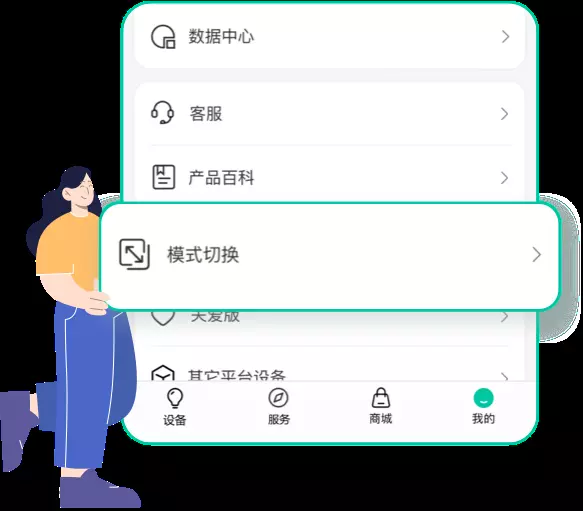 数据中心
客服
产品百科
模式切换
关爱版
其它平台设备
设备
服务
商城
我的